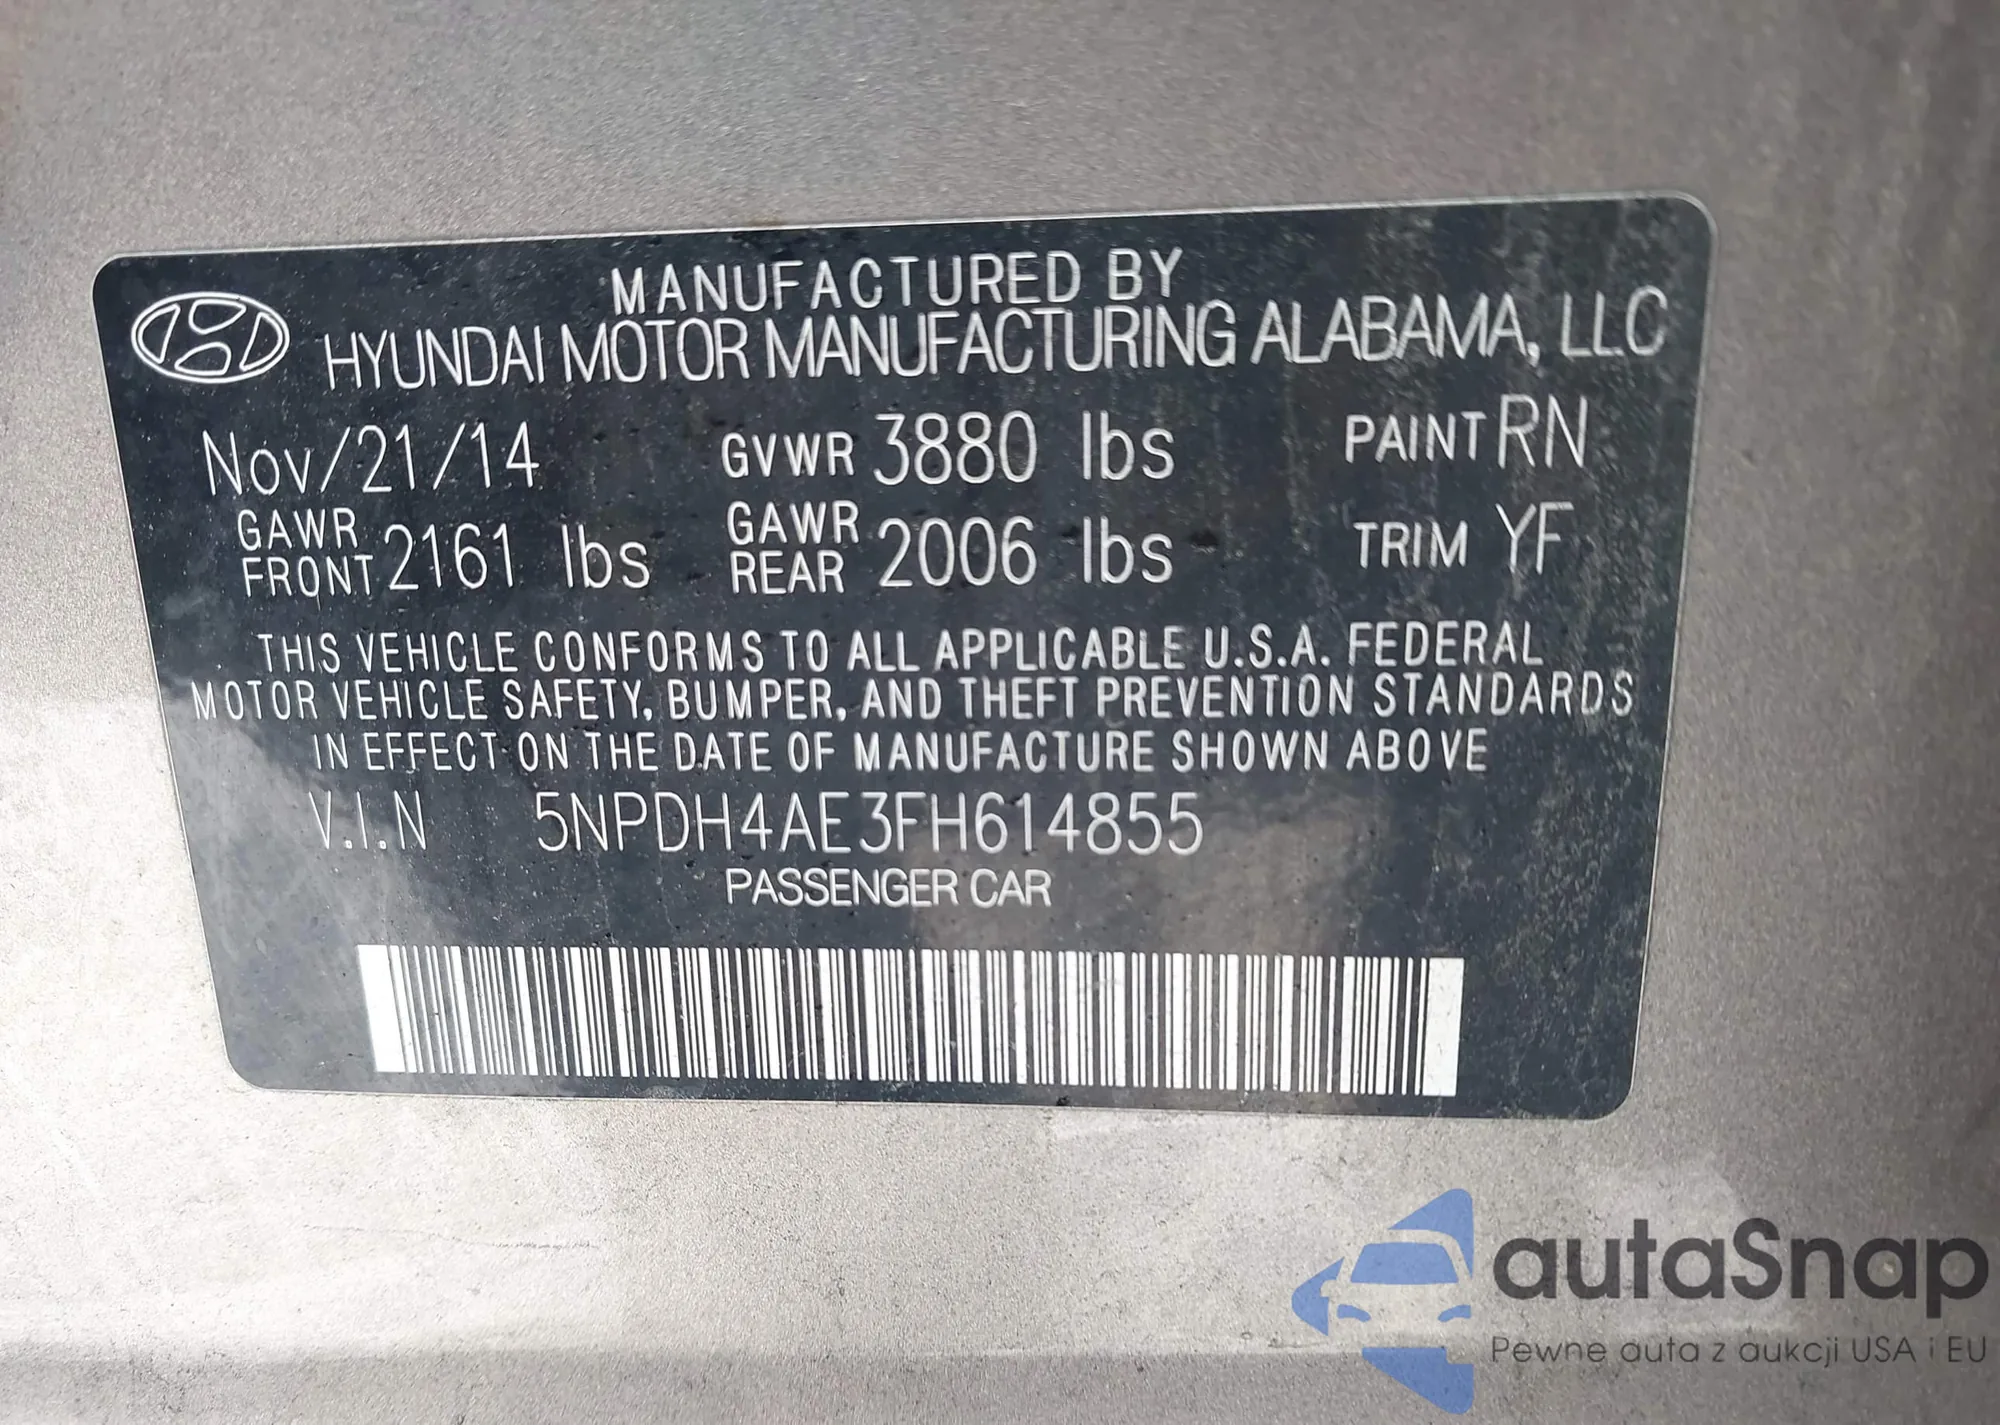 MANUFACTURED BY
HYUNDAI MOTOR MANUFACTURING ALABAMA, LLC
Nov/21/14 GVWR 3880 lbs PAINT RN
GAWR FRONT 2161 lbs GAWR REAR 2006 lbs TRIM YF
THIS VEHICLE CONFORMS TO ALL APPLICABLE U.S.A. FEDERAL
MOTOR VEHICLE SAFETY, BUMPER, AND THEFT PREVENTION STANDARDS
IN EFFECT ON THE DATE OF MANUFACTURE SHOWN ABOVE
V.I.N 5NPDH4AE3FH614855
PASSENGER CAR
autaSnap
Pewne auta z aukcji USA i EU